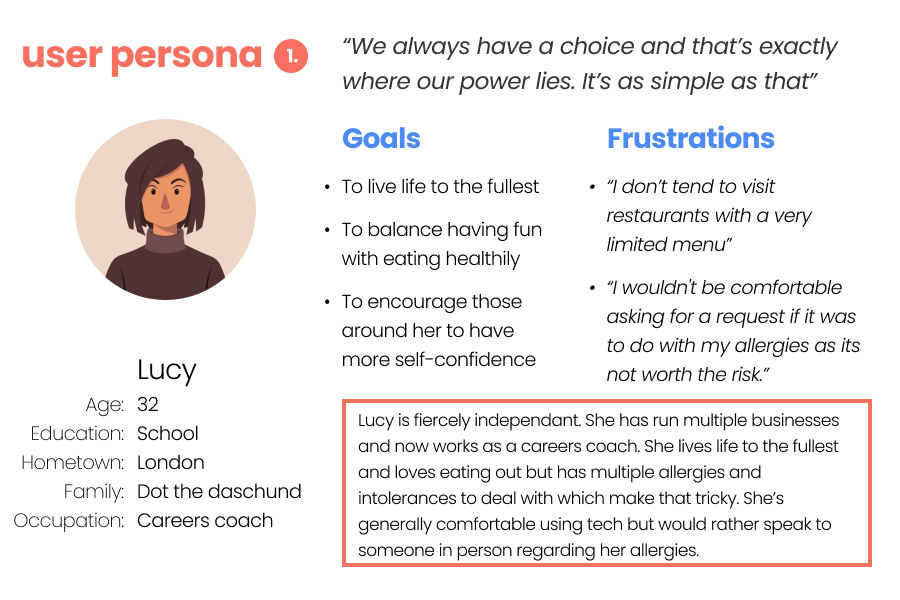 user persona 1.
“We always have a choice and that’s exactly
where our power lies. It’s as simple as that”
Lucy
Age: 32
Education: School
Hometown: London
Family: Dot the daschund
Occupation: Careers coach
Goals
• To live life to the fullest
• To balance having fun
with eating healthily
• To encourage those
around her to have
more self-confidence
Frustrations
• “I don’t tend to visit
restaurants with a very
limited menu”
• “I wouldn't be comfortable
asking for a request if it was
to do with my allergies as its
not worth the risk.”
Lucy is fiercely independant. She has run multiple businesses
and now works as a careers coach. She lives life to the fullest
and loves eating out but has multiple allergies and
intolerances to deal with which make that tricky. She’s
generally comfortable using tech but would rather speak to
someone in person regarding her allergies.